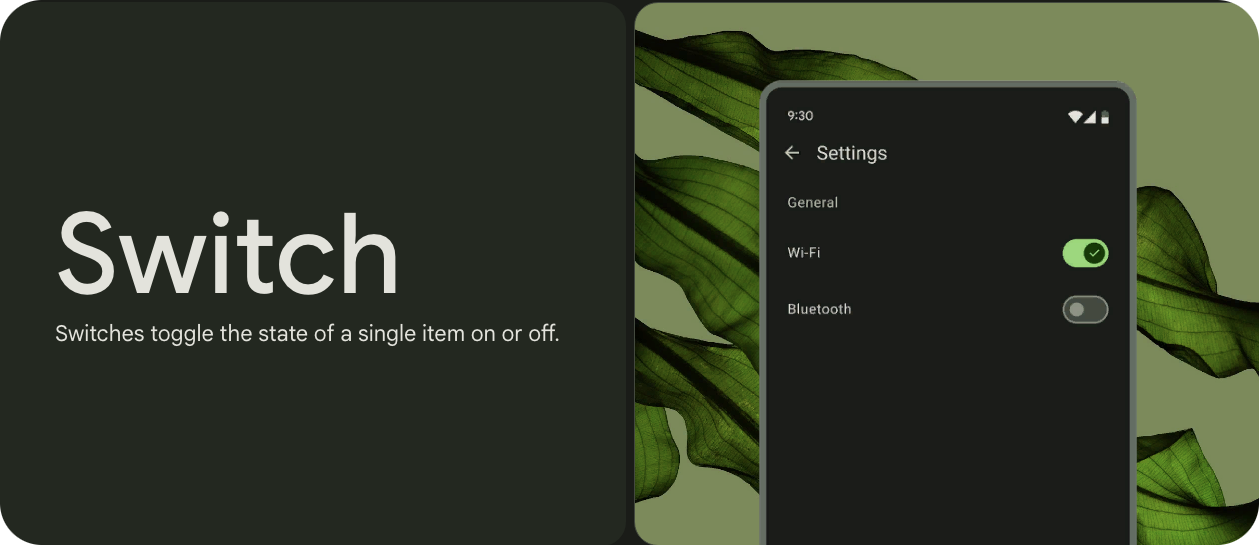 Switch
Switches toggle the state of a single item on or off.
9:30
Settings
General
Wi-Fi
Bluetooth